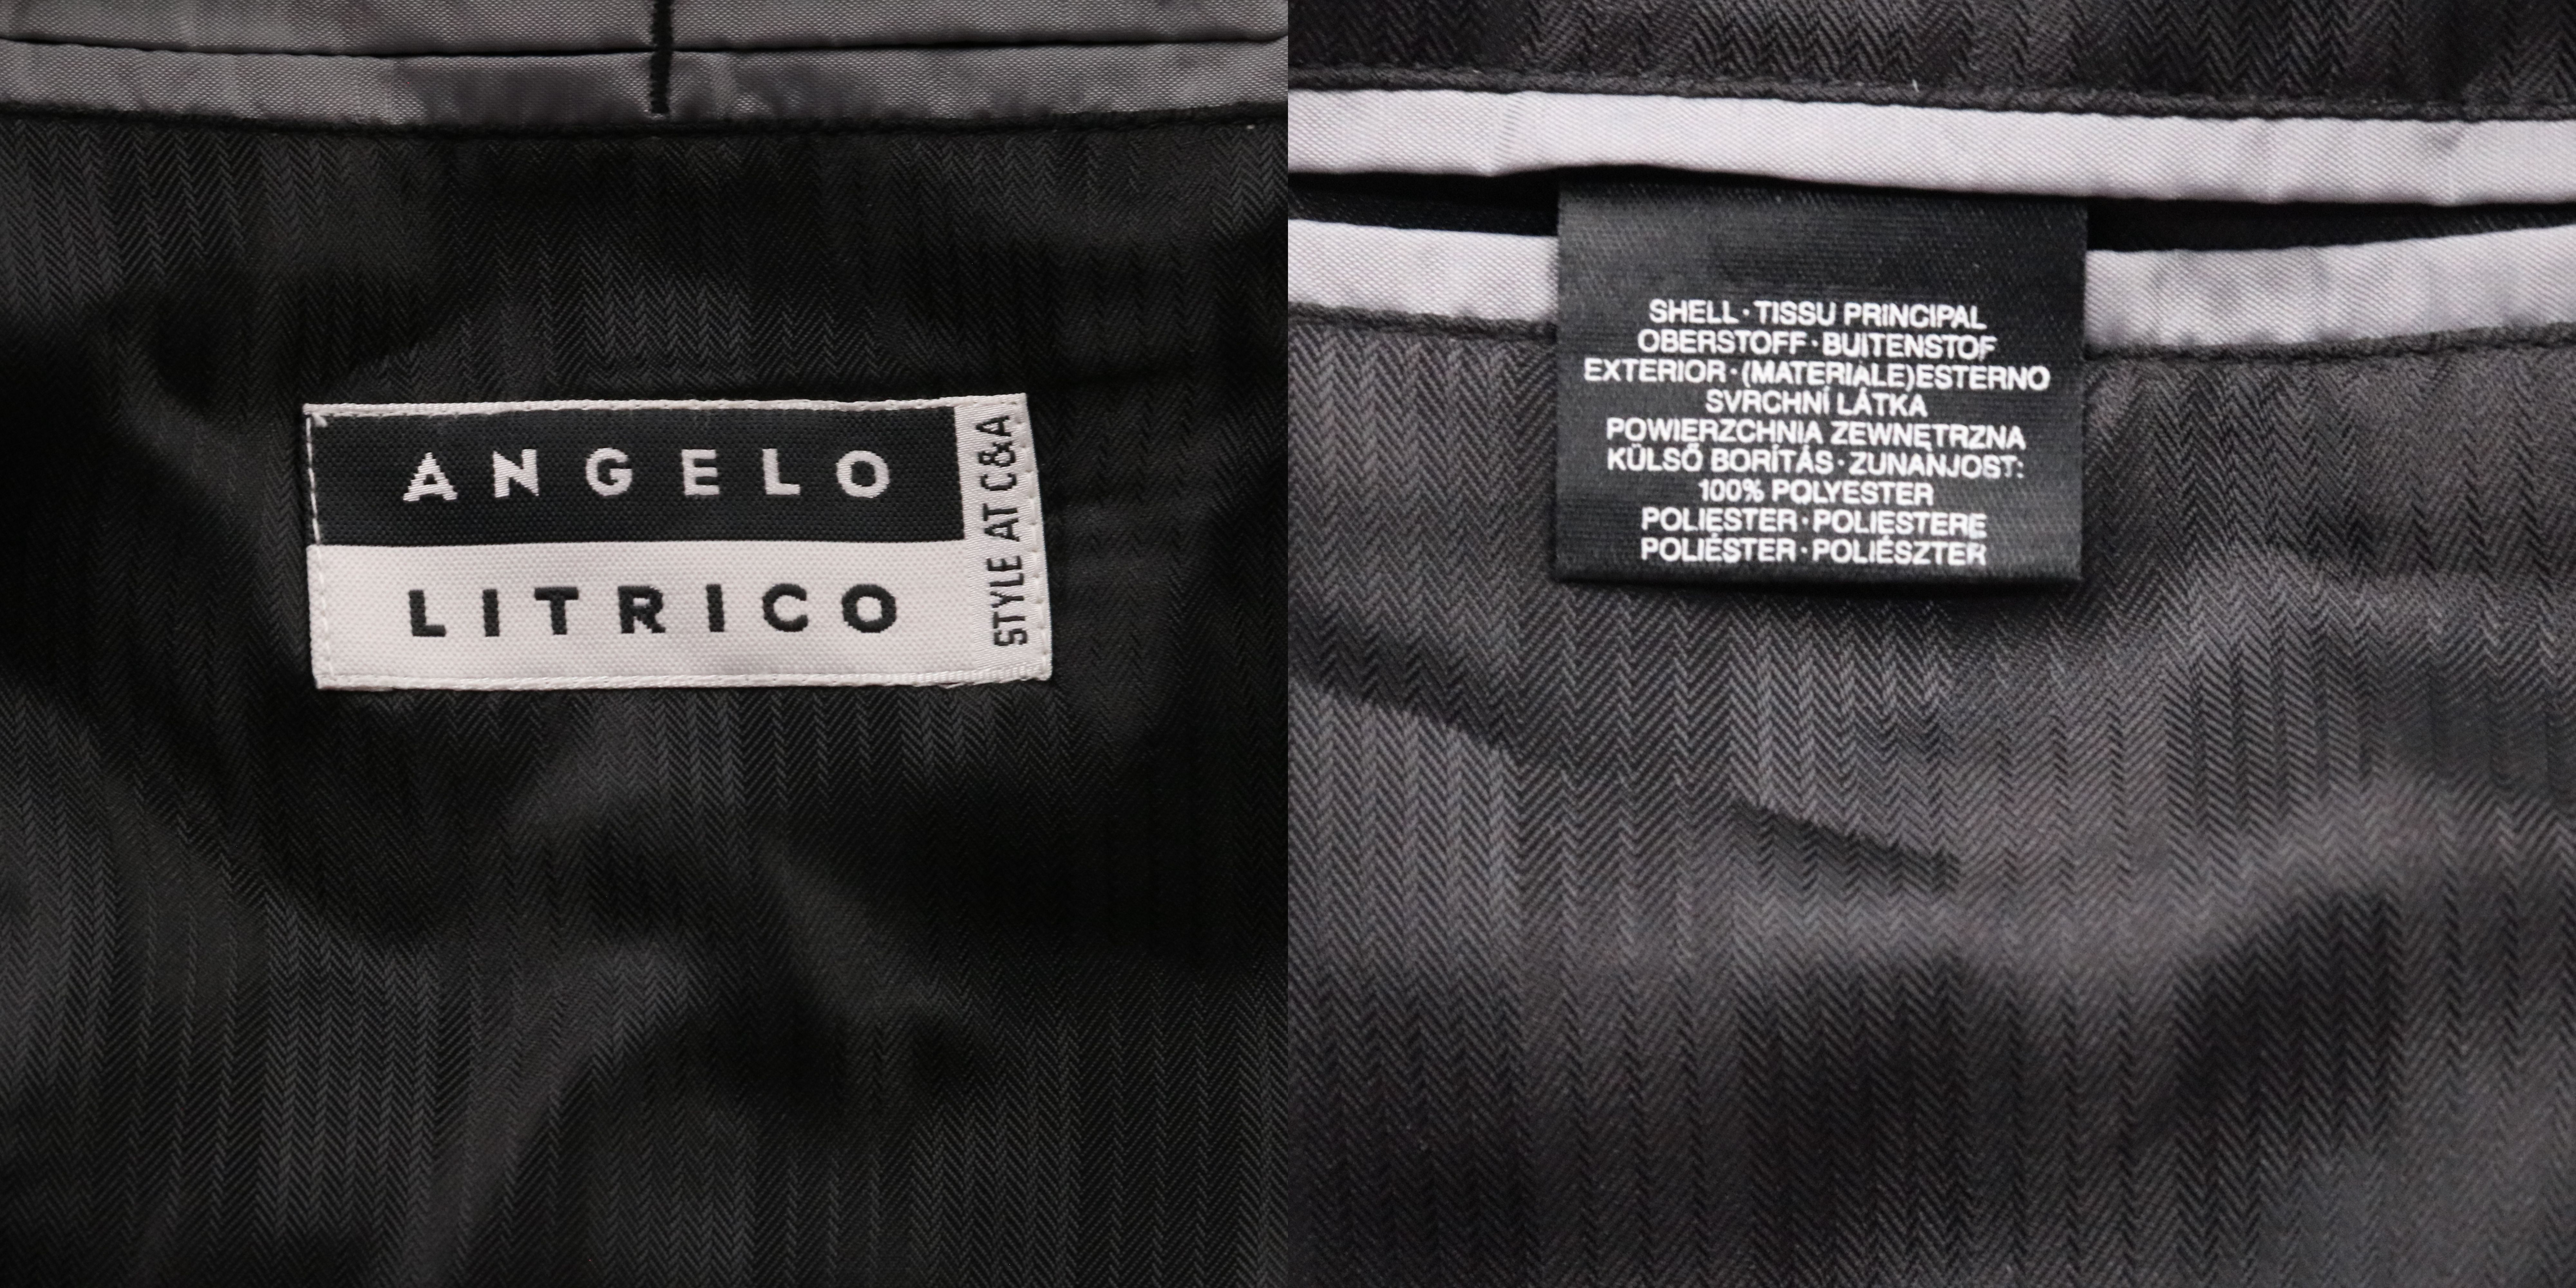 ANGELO
LITRICO
STYLE AT C&A
SHELL·TISSU PRINCIPAL
OBERSTOFF·BUITENSTOF
EXTERIOR·(MATERIALE)ESTERNO
SVRCHNÍ LÁTKA
POWIERZCHNIA ZEWNĘTRZNA
KÜLSŐ BORÍTÁS·ZUNANJOST:
100% POLYESTER
POLIESTER·POLIESTERE
POLIÉSTER·POLIÉSZTER